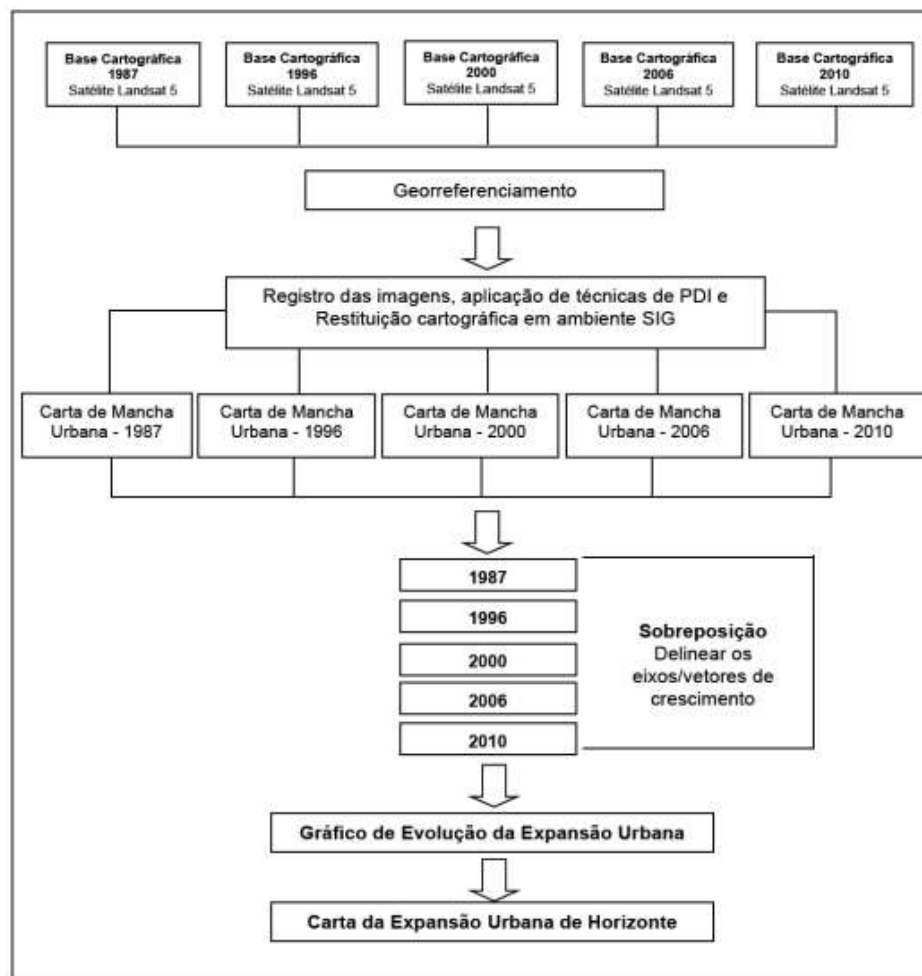 Base Cartográfica
1987
Satélite Landsat 5
Base Cartográfica
1996
Satélite Landsat 5
Base Cartográfica
2000
Satélite Landsat 5
Base Cartográfica
2006
Satélite Landsat 5
Base Cartográfica
2010
Satélite Landsat 5
Georreferenciamento
Registro das imagens, aplicação de técnicas de PDI e
Restituição cartográfica em ambiente SIG
Carta de Mancha
Urbana - 1987
Carta de Mancha
Urbana - 1996
Carta de Mancha
Urbana - 2000
Carta de Mancha
Urbana - 2006
Carta de Mancha
Urbana - 2010
1987
1996
2000
2006
2010
Sobreposição
Delinear os
eixos/vetores de
crescimento
Gráfico de Evolução da Expansão Urbana
Carta da Expansão Urbana de Horizonte